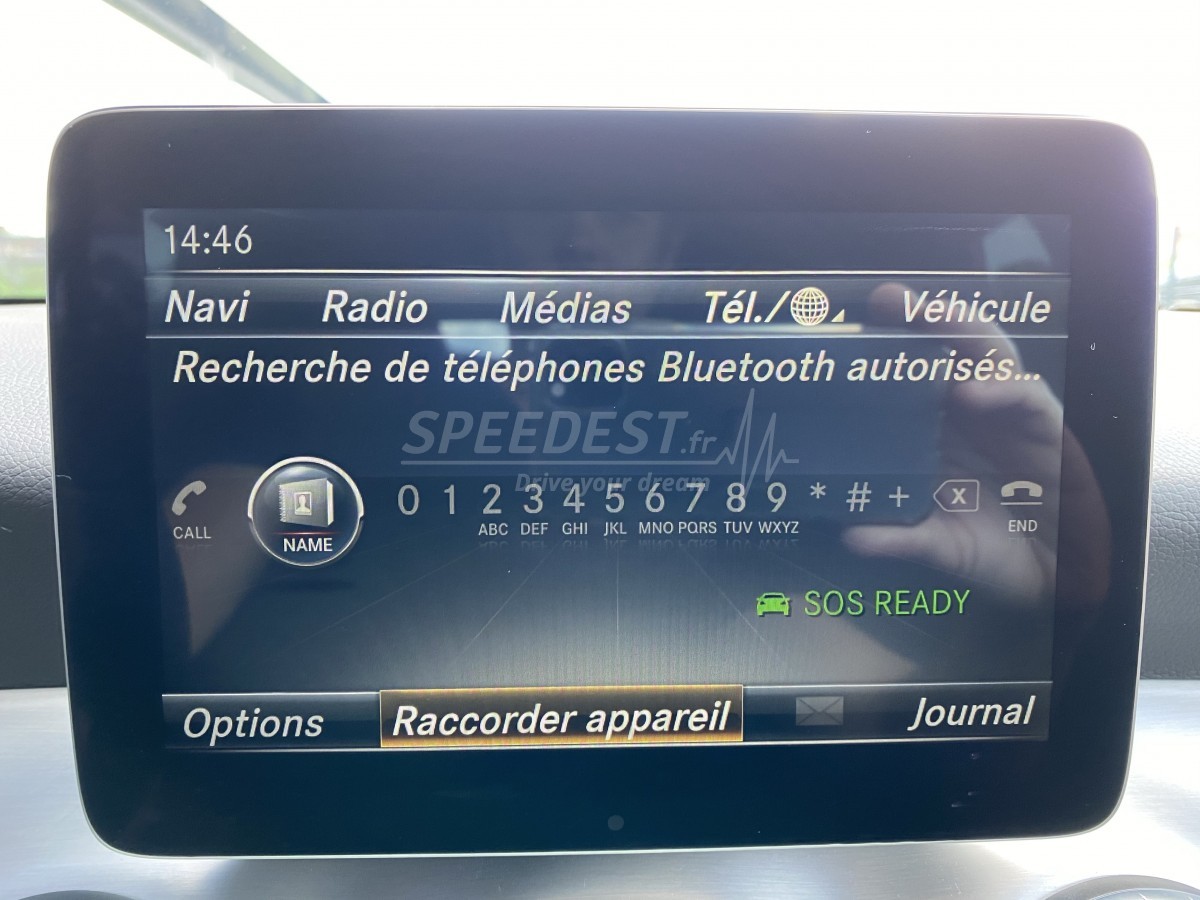 14:46
Navi Radio Médias Tél./ Véhicule
Recherche de téléphones Bluetooth autorisés...
SPEEDEST.fr
Drive your dream
CALL NAME 0 1 2 3 4 5 6 7 8 9 * # + X END
ABC DEF GHI JKL MNO PQRS TUV WXYZ
SOS READY
Options Raccorder appareil Journal